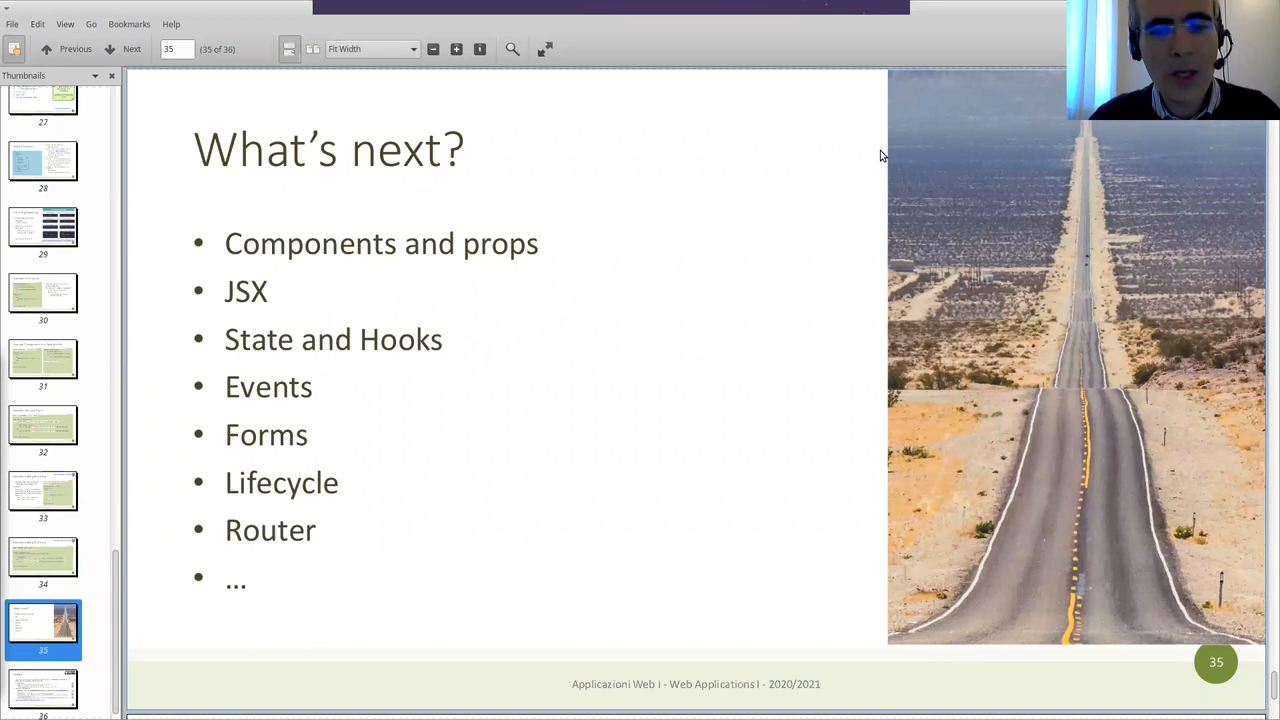 File Edit View Go Bookmarks Help
Previous Next 35 (35 of 36) Fit Width
Thumbnails
27
28
29
30
31
32
33
34
35
36
What's next?
• Components and props
• JSX
• State and Hooks
• Events
• Forms
• Lifecycle
• Router
• ...
35
Applicazioni Web I - Web Applications I - 2020/2021